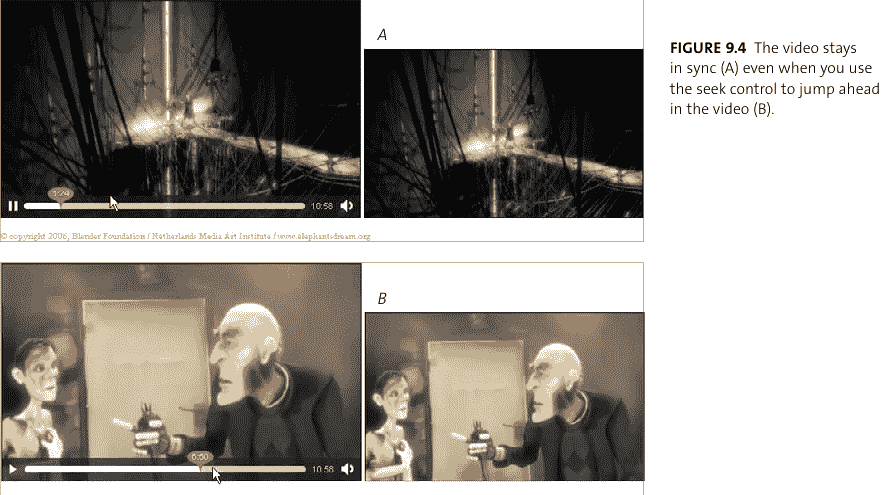 A
FIGURE 9.4 The video stays
in sync (A) even when you use
the seek control to jump ahead
in the video (B).
1:24
10:58
© copyright 2006, Blender Foundation / Netherlands Media Art Institute / www.elephantsdream.org
B
6:50
10:58